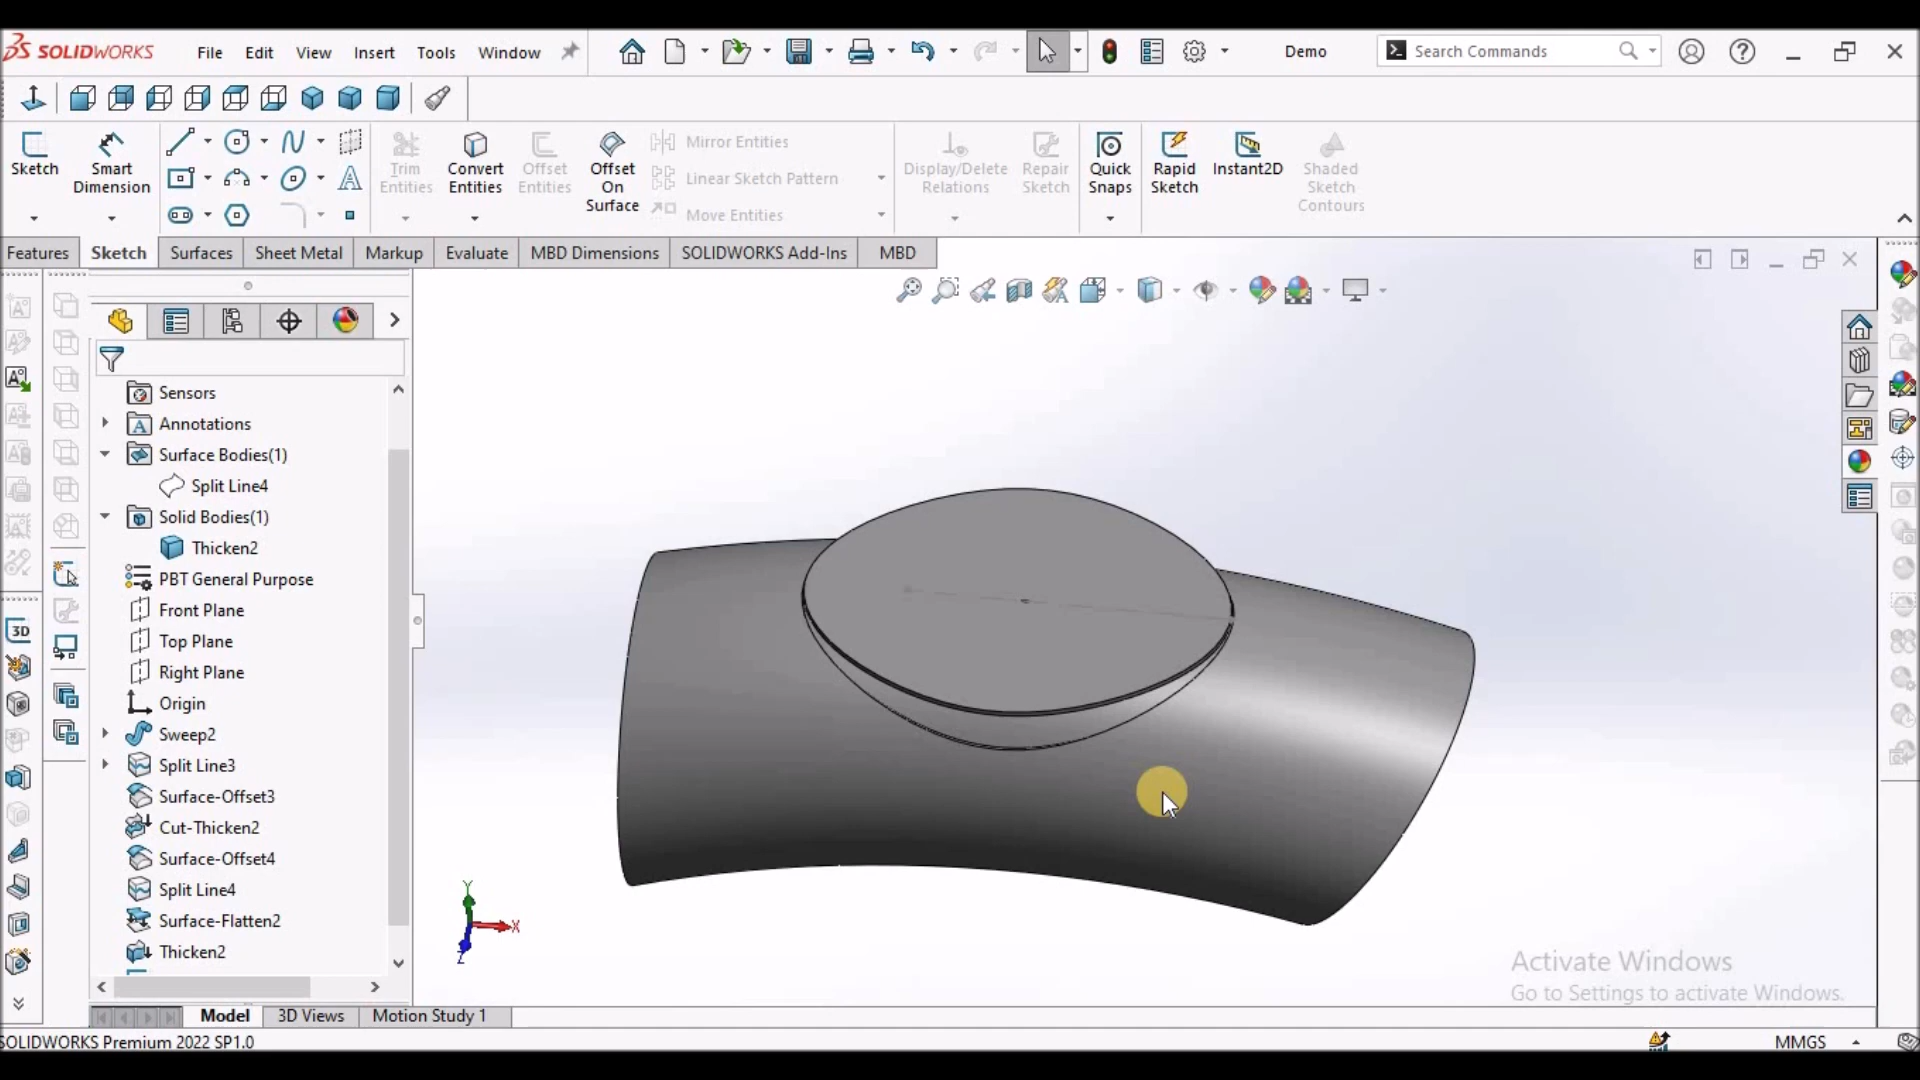 SOLIDWORKS File Edit View Insert Tools Window Demo Search Commands
Sketch Smart Dimension Trim Entities Convert Entities Offset Entities Offset On Surface Mirror Entities Linear Sketch Pattern Move Entities Display/Delete Relations Repair Sketch Quick Snaps Rapid Sketch Instant2D Shaded Sketch Contours
Features Sketch Surfaces Sheet Metal Markup Evaluate MBD Dimensions SOLIDWORKS Add-Ins MBD
Sensors
Annotations
Surface Bodies(1)
Split Line4
Solid Bodies(1)
Thicken2
PBT General Purpose
Front Plane
Top Plane
Right Plane
Origin
Sweep2
Split Line3
Surface-Offset3
Cut-Thicken2
Surface-Offset4
Split Line4
Surface-Flatten2
Thicken2
3D
Y
X
Z
Activate Windows
Go to Settings to activate Windows.
Model 3D Views Motion Study 1
SOLIDWORKS Premium 2022 SP1.0 MMGS